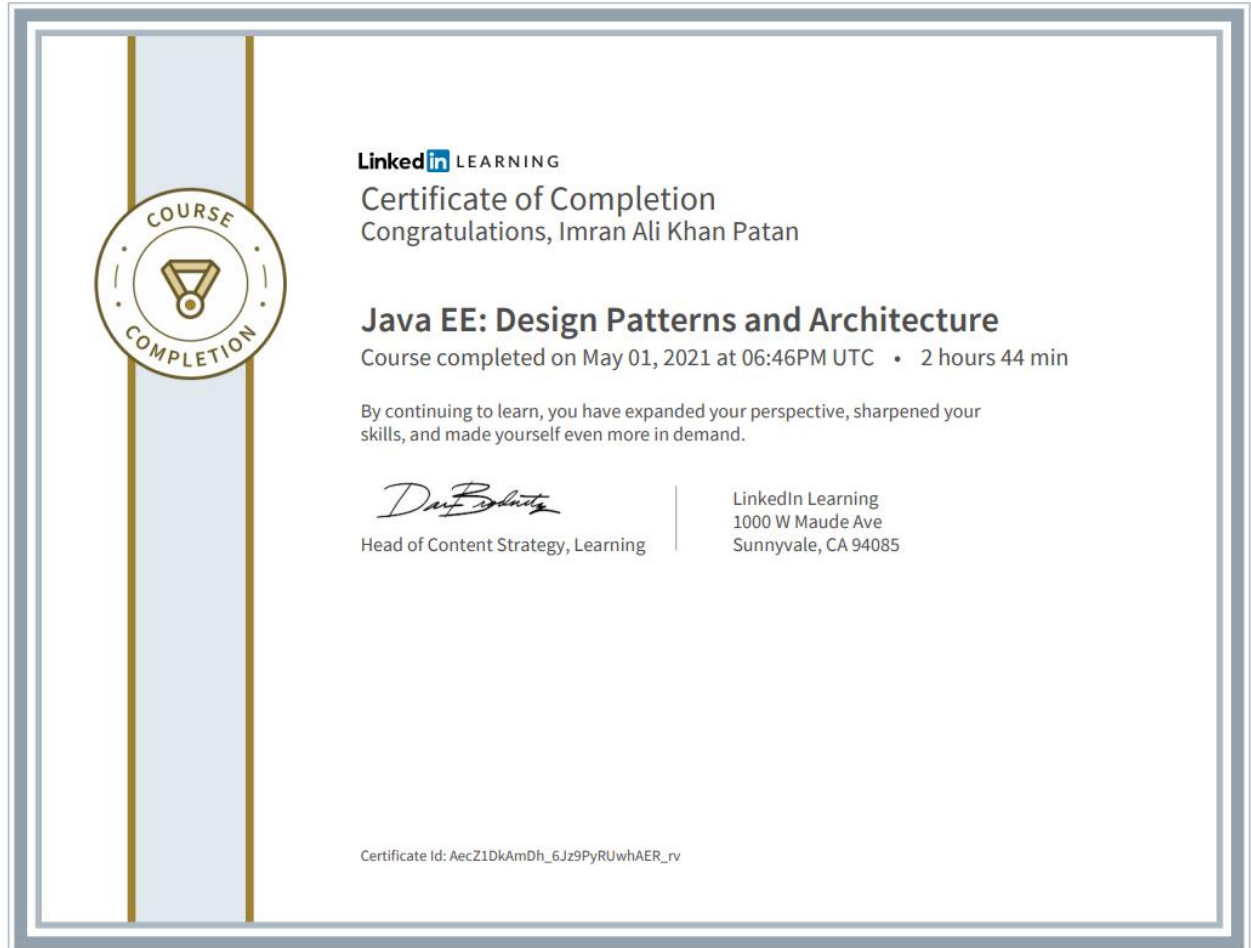 COURSE
COMPLETION
Linked in LEARNING
Certificate of Completion
Congratulations, Imran Ali Khan Patan
Java EE: Design Patterns and Architecture
Course completed on May 01, 2021 at 06:46PM UTC • 2 hours 44 min
By continuing to learn, you have expanded your perspective, sharpened your
skills, and made yourself even more in demand.
Head of Content Strategy, Learning
LinkedIn Learning
1000 W Maude Ave
Sunnyvale, CA 94085
Certificate Id: AecZ1DkAmDh_6Jz9PyRUwhAER_rv